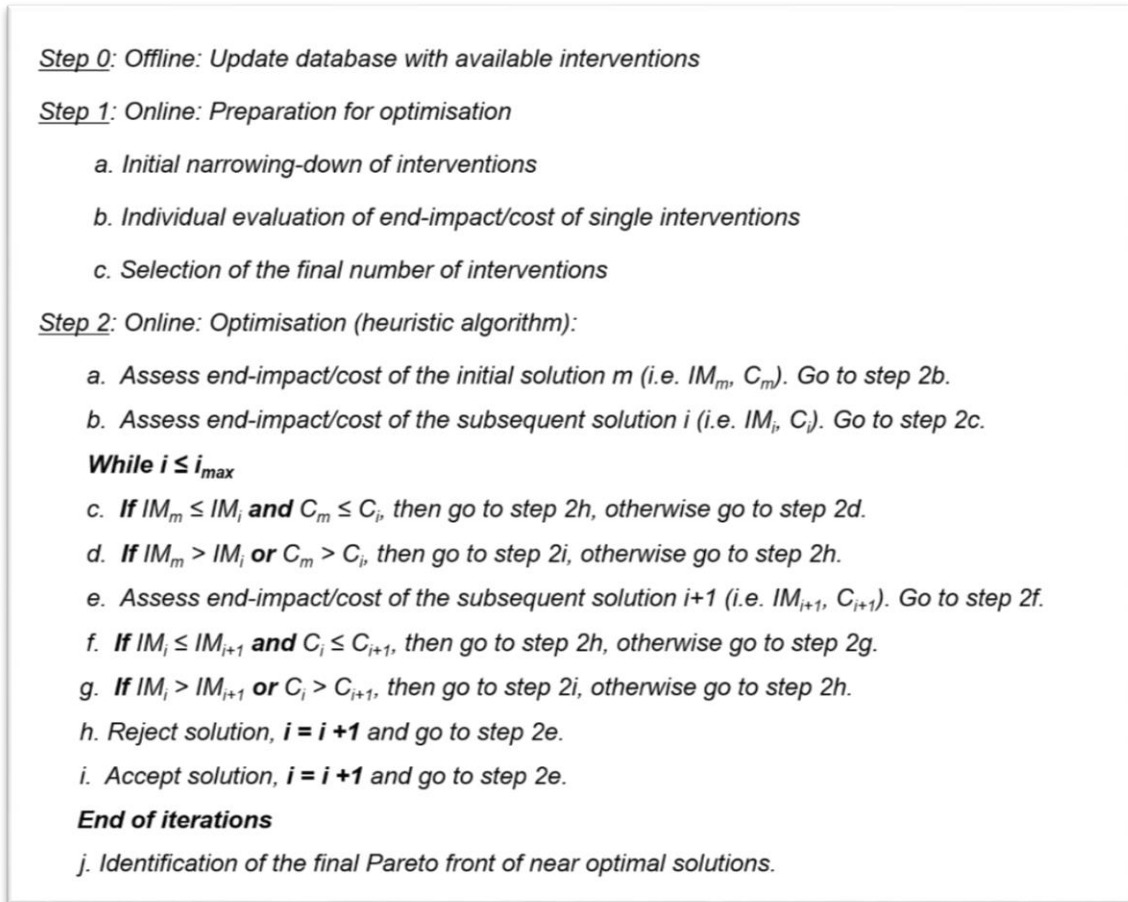 Step 0: Offline: Update database with available interventions
Step 1: Online: Preparation for optimisation
a. Initial narrowing-down of interventions
b. Individual evaluation of end-impact/cost of single interventions
c. Selection of the final number of interventions
Step 2: Online: Optimisation (heuristic algorithm):
a. Assess end-impact/cost of the initial solution m (i.e. IMm, Cm). Go to step 2b.
b. Assess end-impact/cost of the subsequent solution i (i.e. IMi, Ci). Go to step 2c.
While i ≤ imax
c. If IMm ≤ IMi and Cm ≤ Ci, then go to step 2h, otherwise go to step 2d.
d. If IMm > IMi or Cm > Ci, then go to step 2i, otherwise go to step 2h.
e. Assess end-impact/cost of the subsequent solution i+1 (i.e. IMi+1, Ci+1). Go to step 2f.
f. If IMi ≤ IMi+1 and Ci ≤ Ci+1, then go to step 2h, otherwise go to step 2g.
g. If IMi > IMi+1 or Ci > Ci+1, then go to step 2i, otherwise go to step 2h.
h. Reject solution, i = i +1 and go to step 2e.
i. Accept solution, i = i +1 and go to step 2e.
End of iterations
j. Identification of the final Pareto front of near optimal solutions.